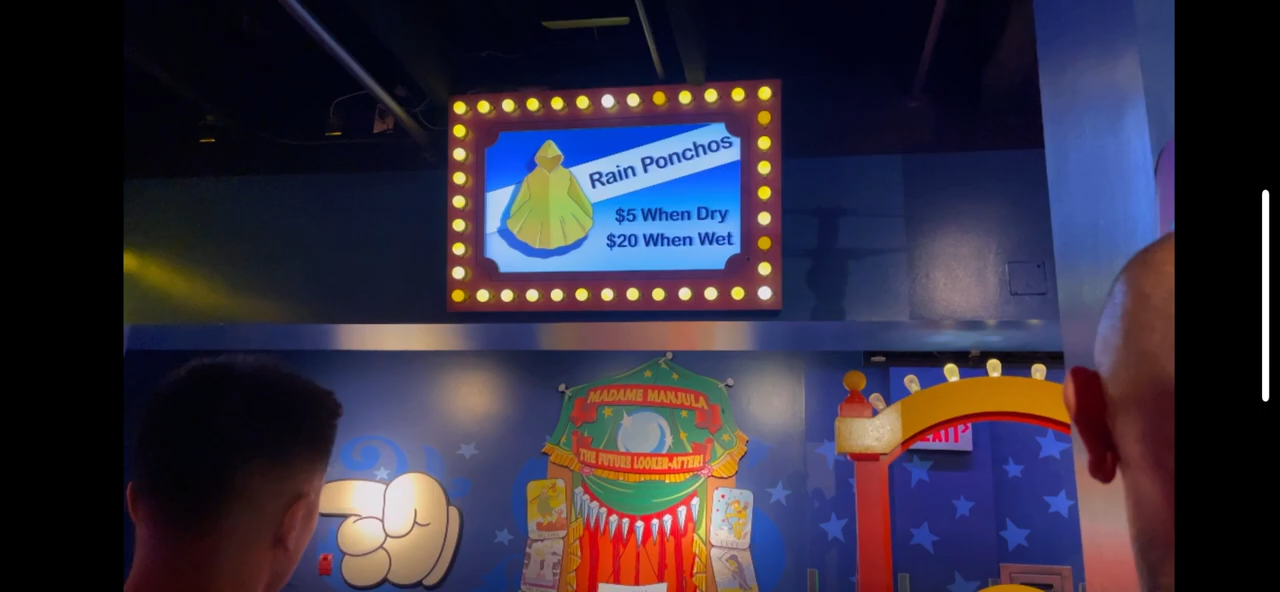 Rain Ponchos
$5 When Dry
$20 When Wet
MADAME MANJULA
THE FUTURE LOOKER-ATTER!
EXIT